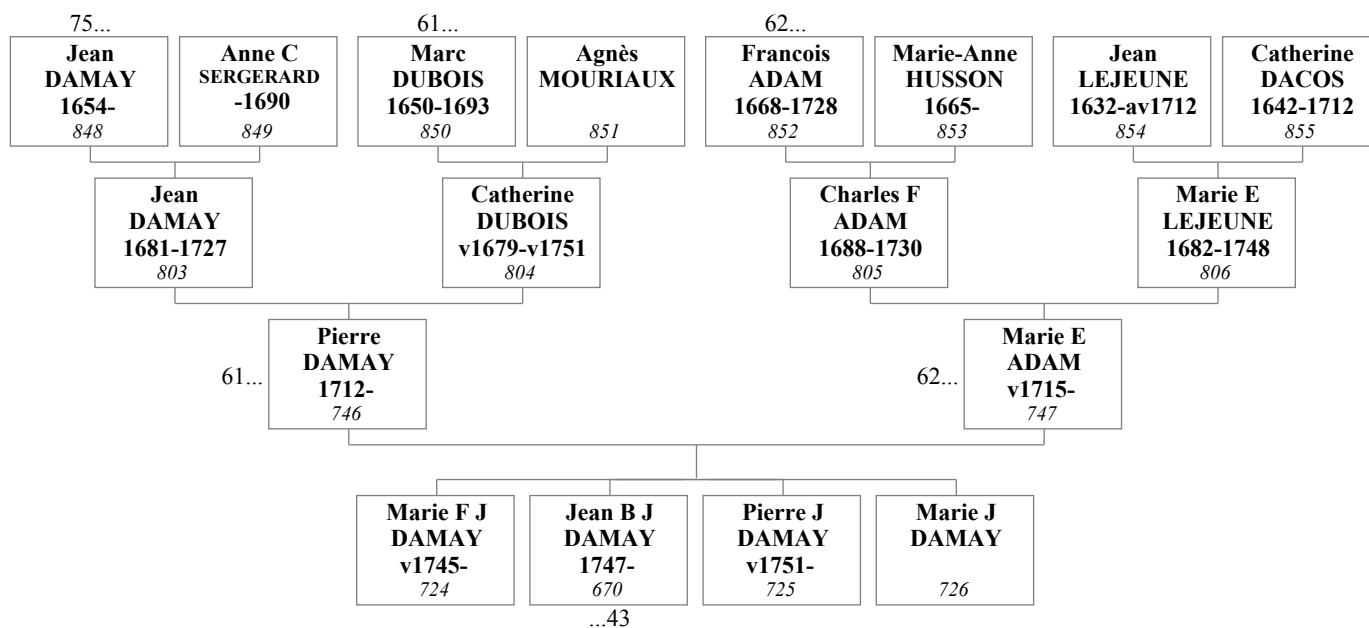 75...
61...
62...
Jean
DAMAY
1654-
848
Anne C
SERGERARD
-1690
849
Marc
DUBOIS
1650-1693
850
Agnès
MOURIAUX
851
Francois
ADAM
1668-1728
852
Marie-Anne
HUSSON
1665-
853
Jean
LEJEUNE
1632-av1712
854
Catherine
DACOS
1642-1712
855
Jean
DAMAY
1681-1727
803
Catherine
DUBOIS
v1679-v1751
804
Charles F
ADAM
1688-1730
805
Marie E
LEJEUNE
1682-1748
806
61...
Pierre
DAMAY
1712-
746
62...
Marie E
ADAM
v1715-
747
Marie F J
DAMAY
v1745-
724
Jean B J
DAMAY
1747-
670
Pierre J
DAMAY
v1751-
725
Marie J
DAMAY
726
...43